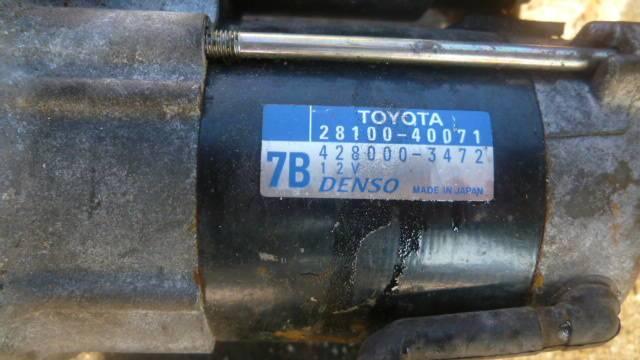 TOYOTA
28100-40071
7B 428000-3472
12V
DENSO MADE IN JAPAN